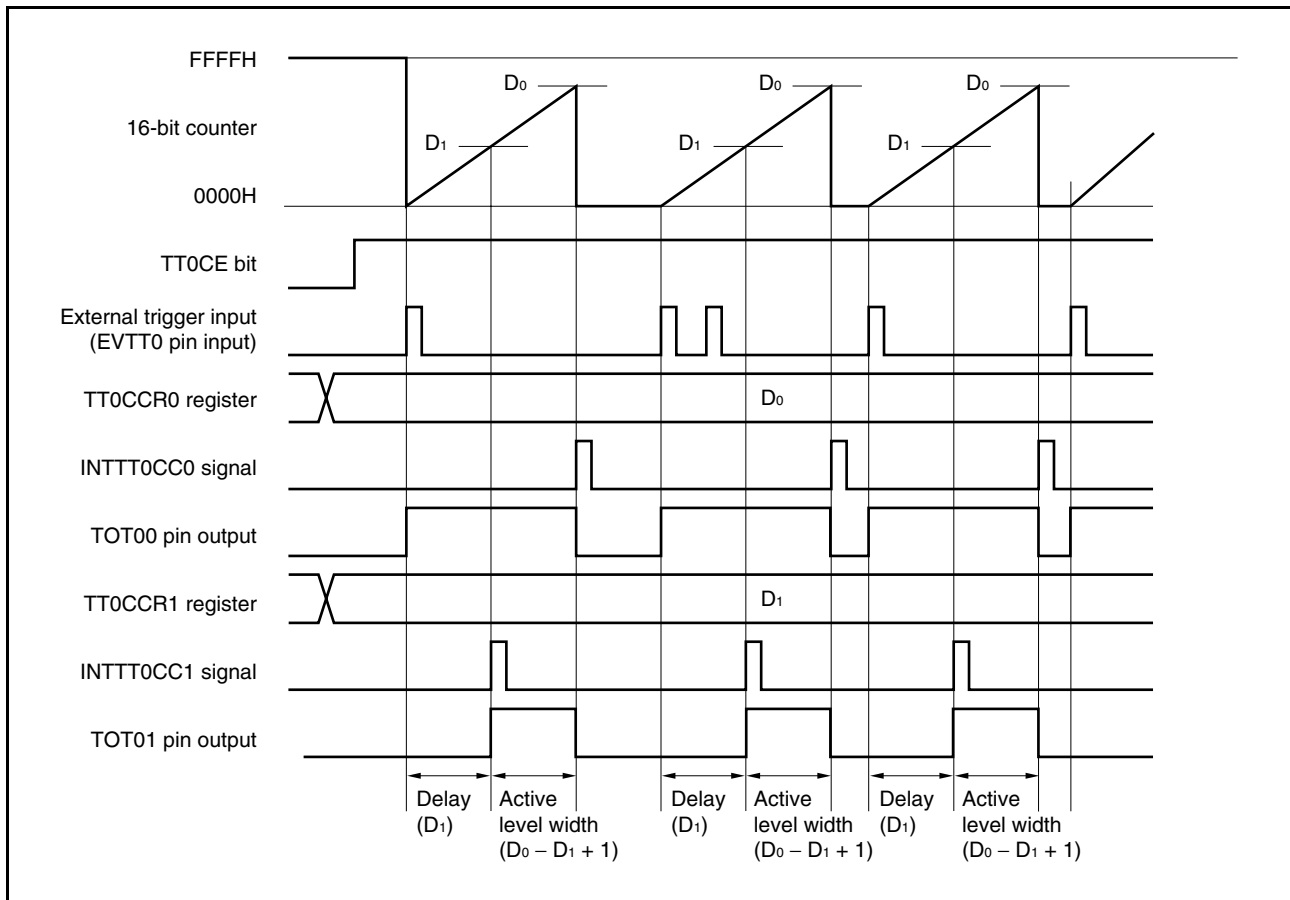 FFFFH
D0 D0 D0
16-bit counter
D1 D1 D1
0000H
TT0CE bit
External trigger input
(EVTT0 pin input)
TT0CCR0 register
D0
INTTT0CC0 signal
TOT00 pin output
TT0CCR1 register
D1
INTTT0CC1 signal
TOT01 pin output
Delay
(D1)
Active
level width
(D0 − D1 + 1)
Delay
(D1)
Active
level width
(D0 − D1 + 1)
Delay
(D1)
Active
level width
(D0 − D1 + 1)